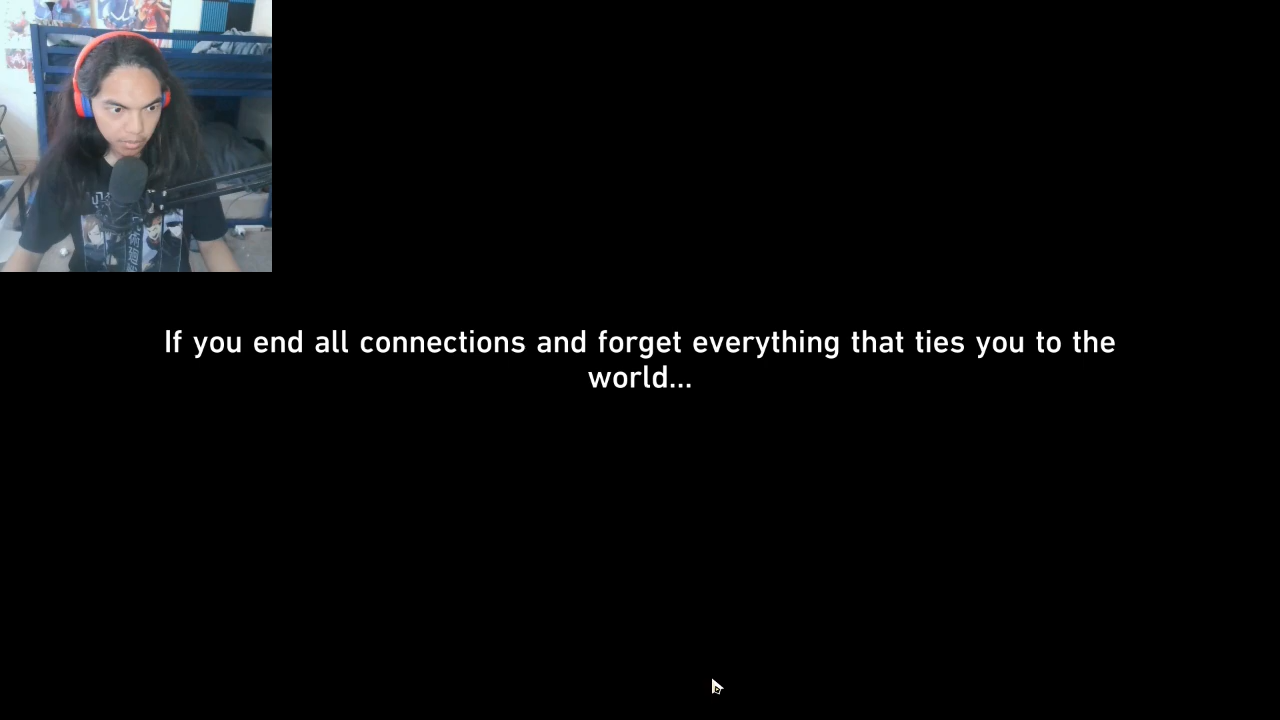 If you end all connections and forget everything that ties you to the
world...